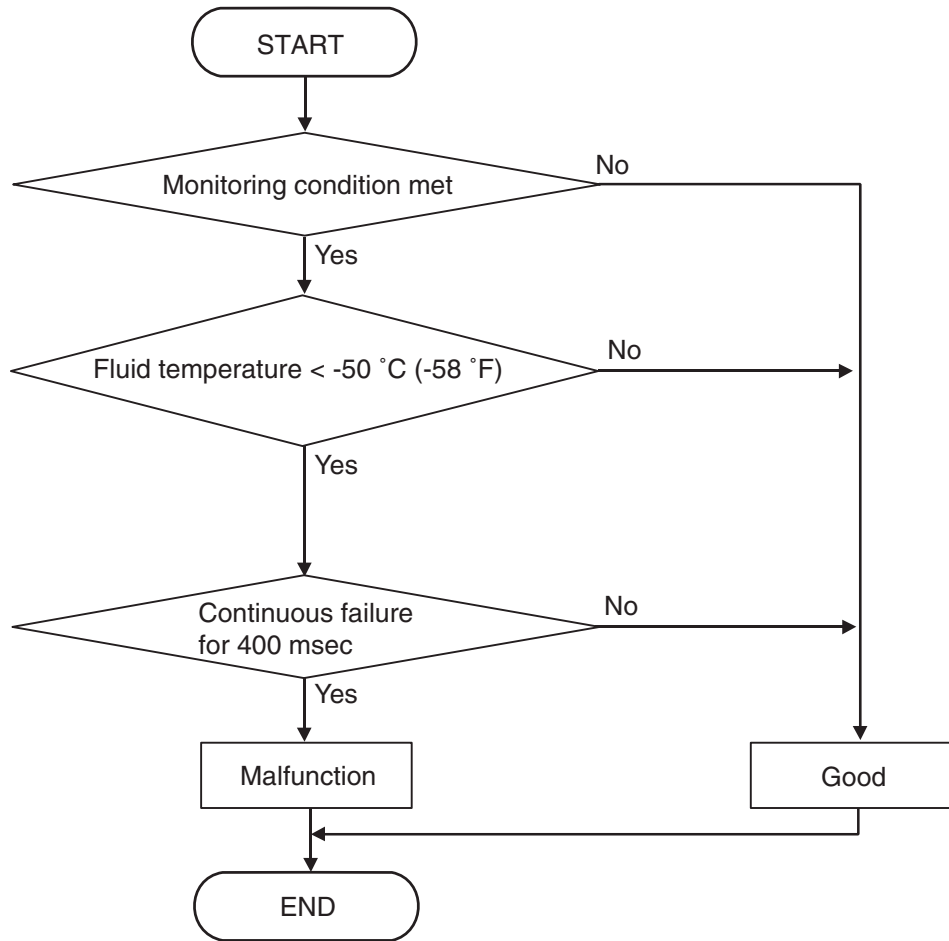 START
Monitoring condition met
No
Yes
Fluid temperature < -50 ˚C (-58 ˚F)
No
Yes
Continuous failure
for 400 msec
No
Yes
Malfunction
Good
END